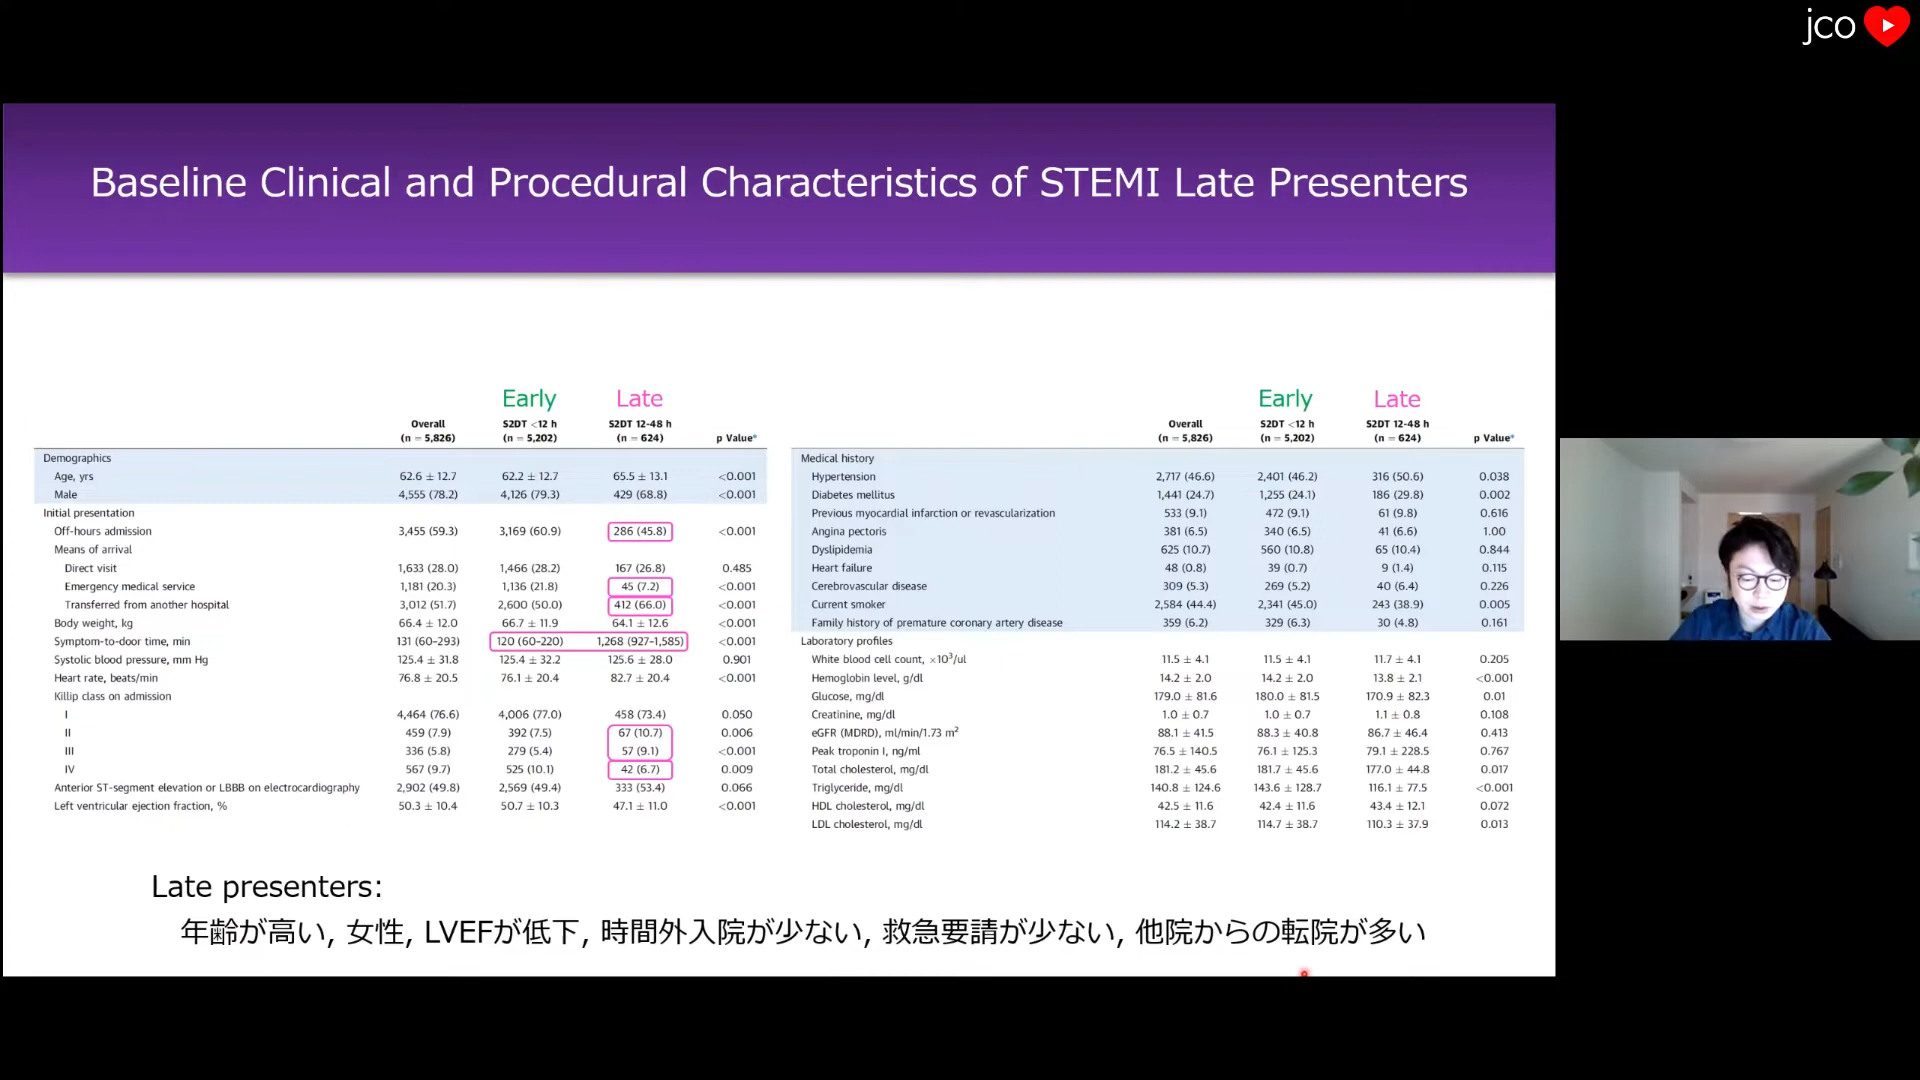 jco
Baseline Clinical and Procedural Characteristics of STEMI Late Presenters
Early Late
Overall S2DT <12 h S2DT 12-48 h
(n = 5,826) (n = 5,202) (n = 624) p Value*
Demographics
Age, yrs 62.6 ± 12.7 62.2 ± 12.7 65.5 ± 13.1 <0.001
Male 4,555 (78.2) 4,126 (79.3) 429 (68.8) <0.001
Initial presentation
Off-hours admission 3,455 (59.3) 3,169 (60.9) 286 (45.8) <0.001
Means of arrival
Direct visit 1,633 (28.0) 1,466 (28.2) 167 (26.8) 0.485
Emergency medical service 1,181 (20.3) 1,136 (21.8) 45 (7.2) <0.001
Transferred from another hospital 3,012 (51.7) 2,600 (50.0) 412 (66.0) <0.001
Body weight, kg 66.4 ± 12.0 66.7 ± 11.9 64.1 ± 12.6 <0.001
Symptom-to-door time, min 131 (60–293) 120 (60–220) 1,268 (927–1,585) <0.001
Systolic blood pressure, mm Hg 125.4 ± 31.8 125.4 ± 32.2 125.6 ± 28.0 0.901
Heart rate, beats/min 76.8 ± 20.5 76.1 ± 20.4 82.7 ± 20.4 <0.001
Killip class on admission
I 4,464 (76.6) 4,006 (77.0) 458 (73.4) 0.050
II 459 (7.9) 392 (7.5) 67 (10.7) 0.006
III 336 (5.8) 279 (5.4) 57 (9.1) <0.001
IV 567 (9.7) 525 (10.1) 42 (6.7) 0.009
Anterior ST-segment elevation or LBBB on electrocardiography 2,902 (49.8) 2,569 (49.4) 333 (53.4) 0.066
Left ventricular ejection fraction, % 50.3 ± 10.4 50.7 ± 10.3 47.1 ± 11.0 <0.001
Early Late
Overall S2DT <12 h S2DT 12-48 h
(n = 5,826) (n = 5,202) (n = 624) p Value*
Medical history
Hypertension 2,717 (46.6) 2,401 (46.2) 316 (50.6) 0.038
Diabetes mellitus 1,441 (24.7) 1,255 (24.1) 186 (29.8) 0.002
Previous myocardial infarction or revascularization 533 (9.1) 472 (9.1) 61 (9.8) 0.616
Angina pectoris 381 (6.5) 340 (6.5) 41 (6.6) 1.00
Dyslipidemia 625 (10.7) 560 (10.8) 65 (10.4) 0.844
Heart failure 48 (0.8) 39 (0.7) 9 (1.4) 0.115
Cerebrovascular disease 309 (5.3) 269 (5.2) 40 (6.4) 0.226
Current smoker 2,584 (44.4) 2,341 (45.0) 243 (38.9) 0.005
Family history of premature coronary artery disease 359 (6.2) 329 (6.3) 30 (4.8) 0.161
Laboratory profiles
White blood cell count, ×10³/ul 11.5 ± 4.1 11.5 ± 4.1 11.7 ± 4.1 0.205
Hemoglobin level, g/dl 14.2 ± 2.0 14.2 ± 2.0 13.8 ± 2.1 <0.001
Glucose, mg/dl 179.0 ± 81.6 180.0 ± 81.5 170.9 ± 82.3 0.01
Creatinine, mg/dl 1.0 ± 0.7 1.0 ± 0.7 1.1 ± 0.8 0.108
eGFR (MDRD), ml/min/1.73 m² 88.1 ± 41.5 88.3 ± 40.8 86.7 ± 46.4 0.413
Peak troponin I, ng/ml 76.5 ± 140.5 76.1 ± 125.3 79.1 ± 228.5 0.767
Total cholesterol, mg/dl 181.2 ± 45.6 181.7 ± 45.6 177.0 ± 44.8 0.017
Triglyceride, mg/dl 140.8 ± 124.6 143.6 ± 128.7 116.1 ± 77.5 <0.001
HDL cholesterol, mg/dl 42.5 ± 11.6 42.4 ± 11.6 43.4 ± 12.1 0.072
LDL cholesterol, mg/dl 114.2 ± 38.7 114.7 ± 38.7 110.3 ± 37.9 0.013
Late presenters:
年齢が高い, 女性, LVEFが低下, 時間外入院が少ない, 救急要請が少ない, 他院からの転院が多い